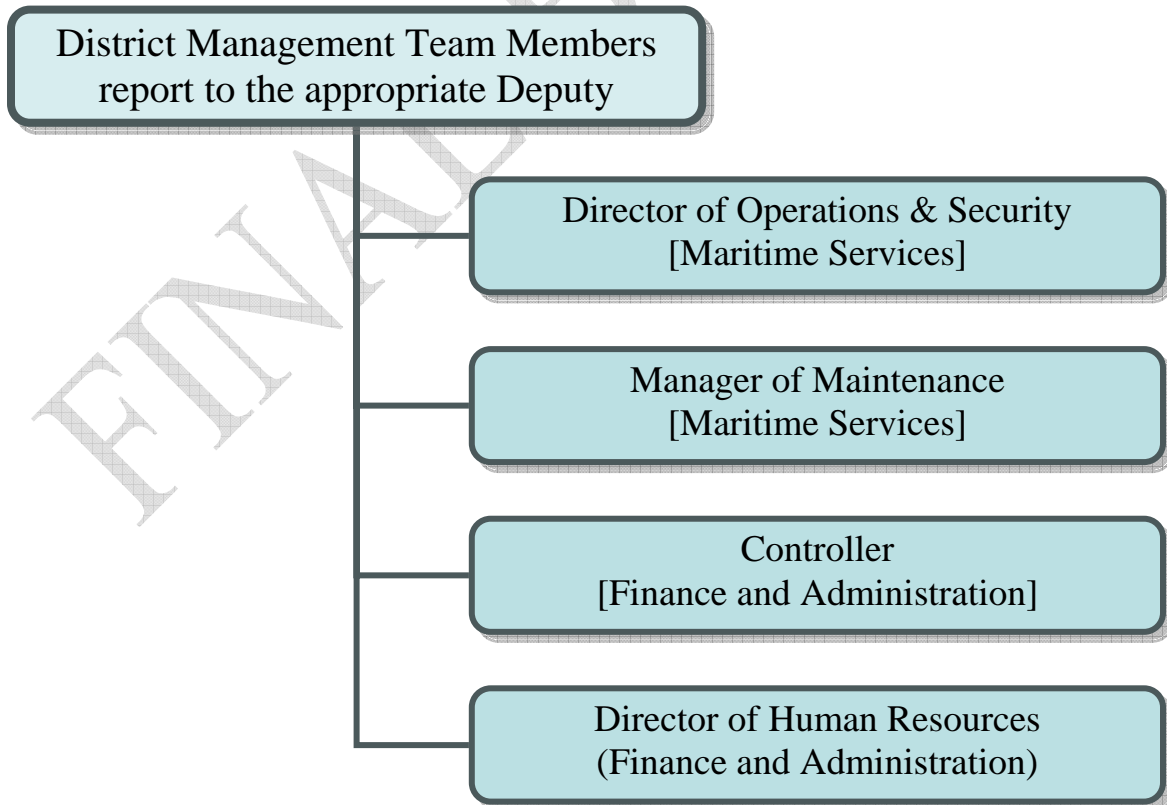 District Management Team Members
report to the appropriate Deputy
Director of Operations & Security
[Maritime Services]
Manager of Maintenance
[Maritime Services]
Controller
[Finance and Administration]
Director of Human Resources
(Finance and Administration)
FINAL